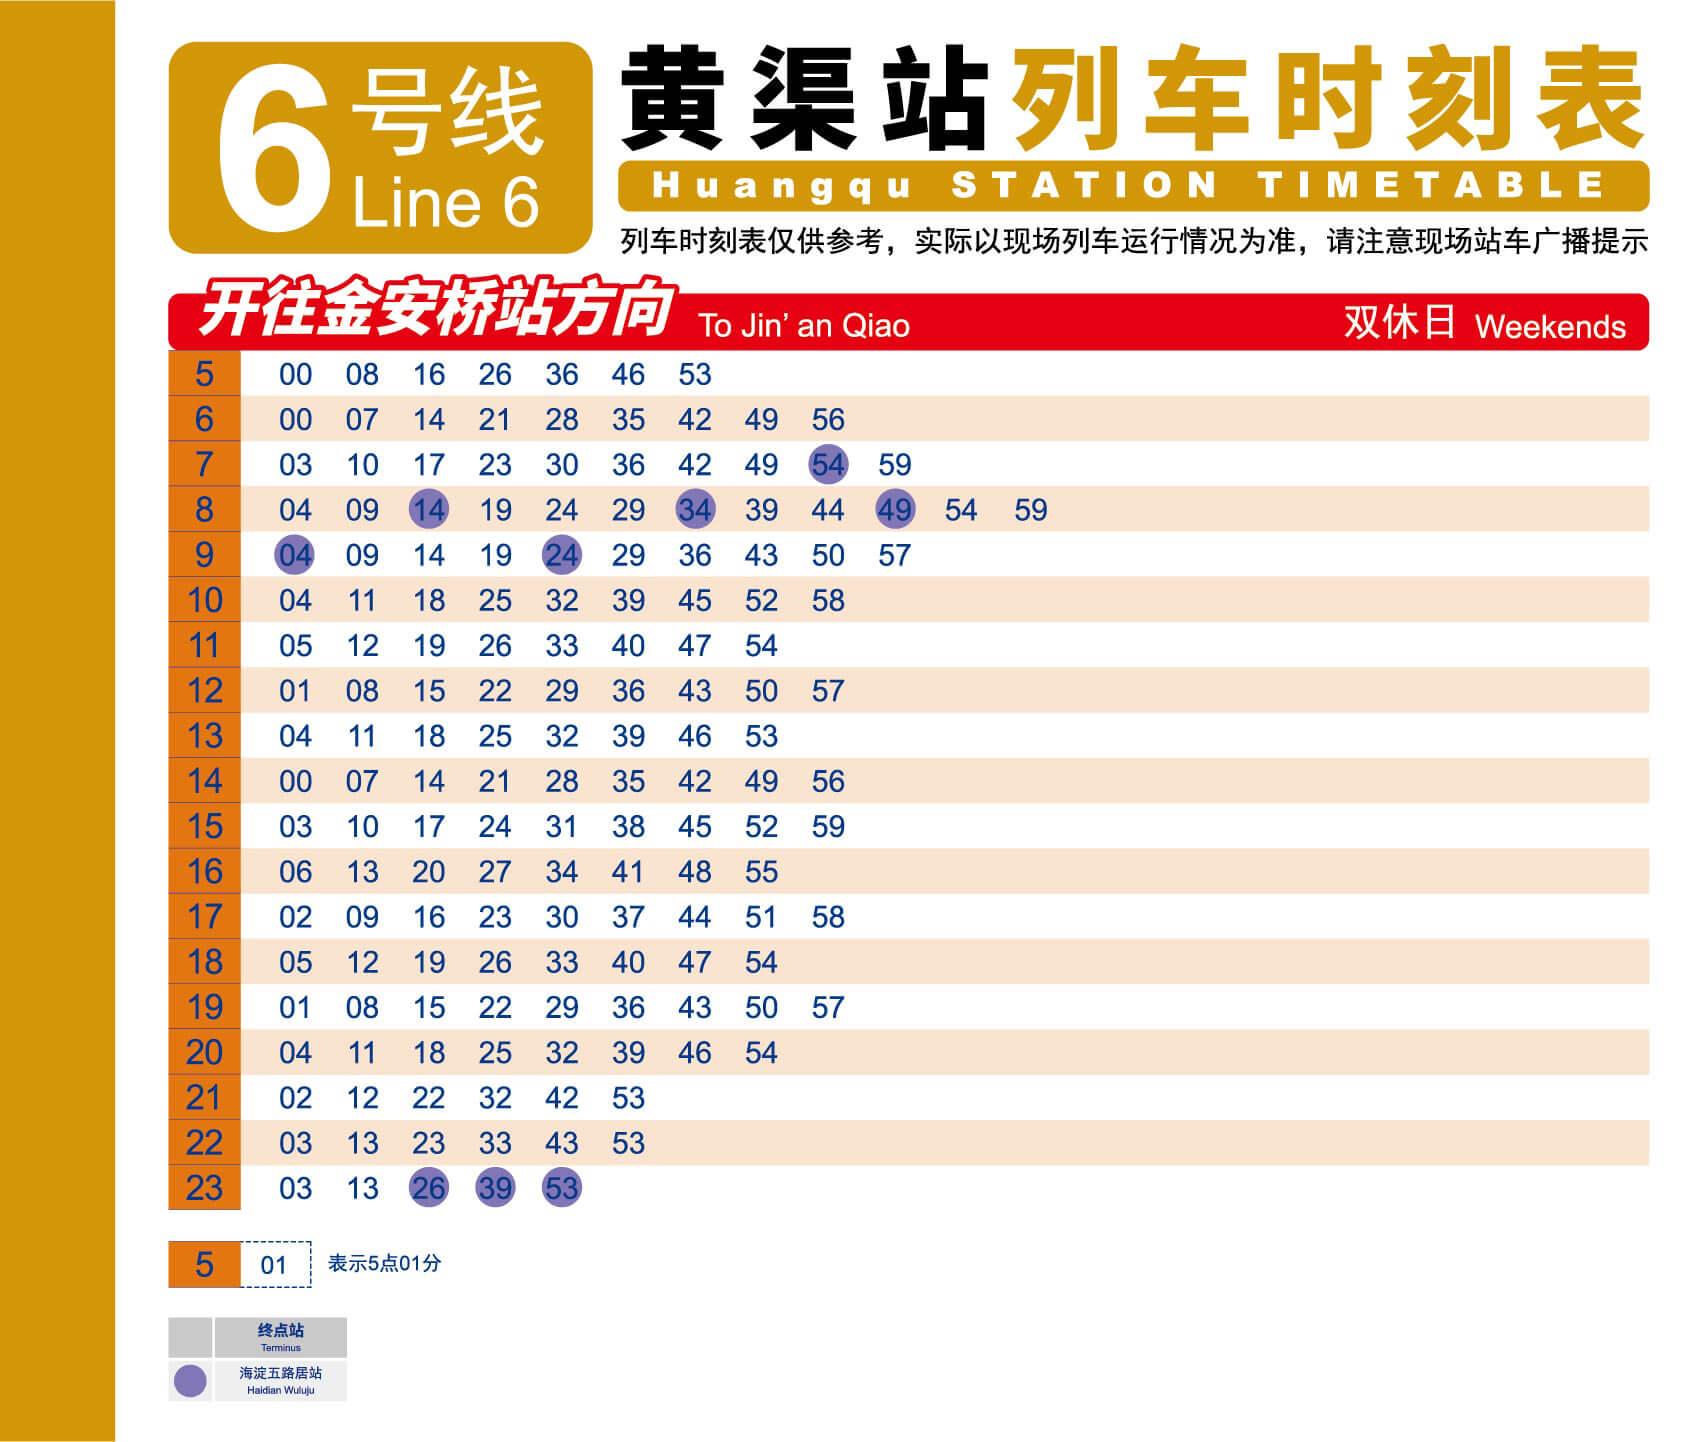 6 号线
Line 6
黄渠站列车时刻表
Huangqu STATION TIMETABLE
列车时刻表仅供参考，实际以现场列车运行情况为准，请注意现场站车广播提示
开往金安桥站方向 To Jin’ an Qiao 双休日 Weekends
5 00 08 16 26 36 46 53
6 00 07 14 21 28 35 42 49 56
7 03 10 17 23 30 36 42 49 54 59
8 04 09 14 19 24 29 34 39 44 49 54 59
9 04 09 14 19 24 29 36 43 50 57
10 04 11 18 25 32 39 45 52 58
11 05 12 19 26 33 40 47 54
12 01 08 15 22 29 36 43 50 57
13 04 11 18 25 32 39 46 53
14 00 07 14 21 28 35 42 49 56
15 03 10 17 24 31 38 45 52 59
16 06 13 20 27 34 41 48 55
17 02 09 16 23 30 37 44 51 58
18 05 12 19 26 33 40 47 54
19 01 08 15 22 29 36 43 50 57
20 04 11 18 25 32 39 46 54
21 02 12 22 32 42 53
22 03 13 23 33 43 53
23 03 13 26 39 53
5 01 表示5点01分
终点站
Terminus
海淀五路居站
Haidian Wuluju